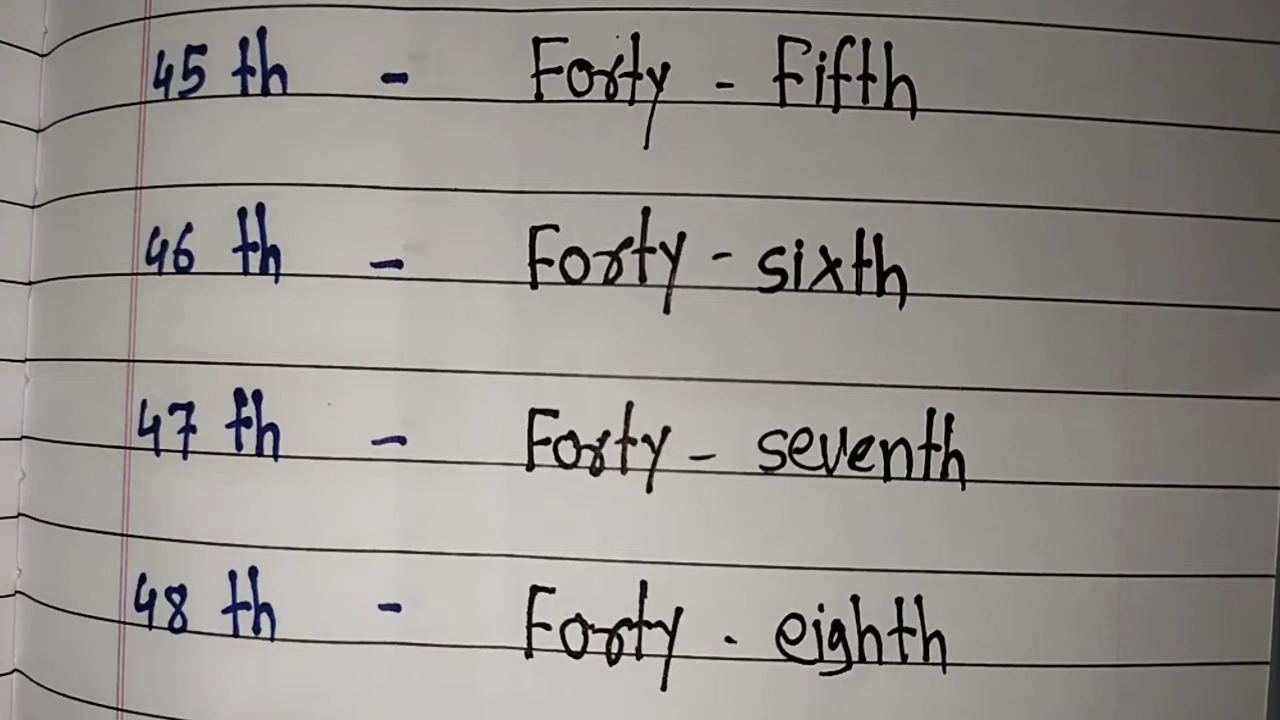 45 th - Forty - Fifth
46 th - Forty - sixth
47 th - Forty - seventh
48 th - Forty - eighth